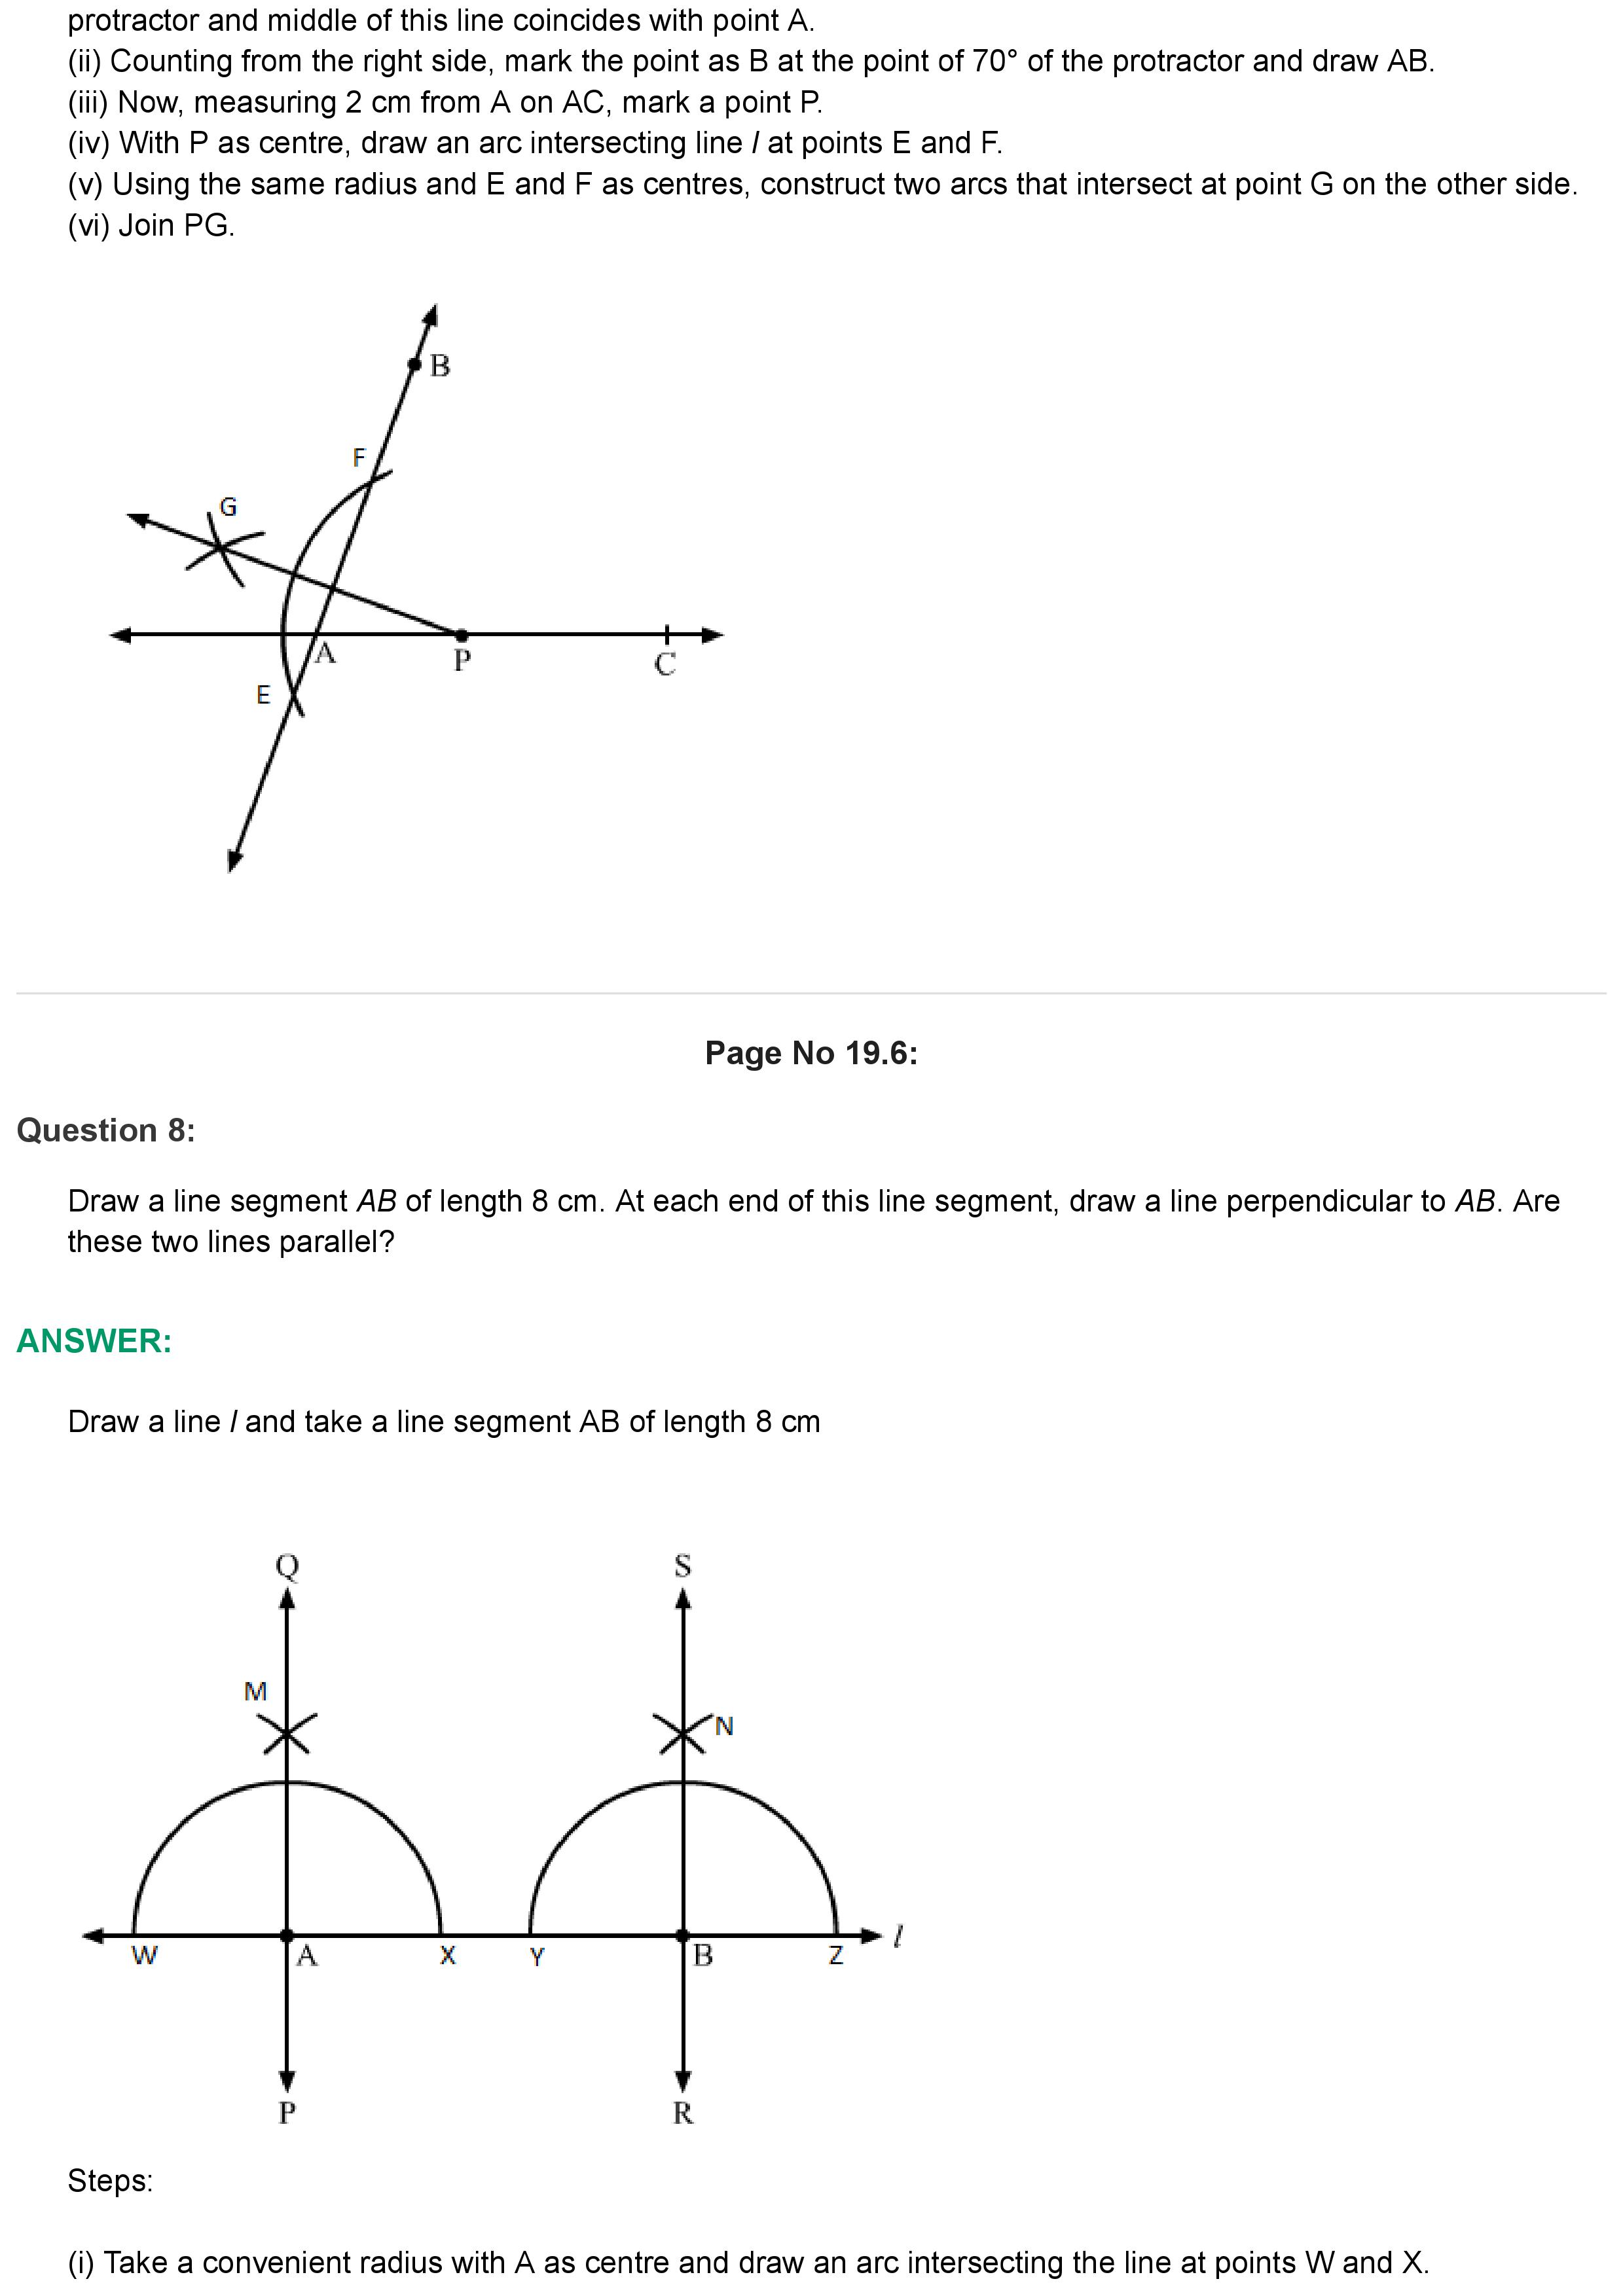 protractor and middle of this line coincides with point A.
(ii) Counting from the right side, mark the point as B at the point of 70° of the protractor and draw AB.
(iii) Now, measuring 2 cm from A on AC, mark a point P.
(iv) With P as centre, draw an arc intersecting line l at points E and F.
(v) Using the same radius and E and F as centres, construct two arcs that intersect at point G on the other side.
(vi) Join PG.
B
F
G
A
P
C
E
Page No 19.6:
Question 8:
Draw a line segment AB of length 8 cm. At each end of this line segment, draw a line perpendicular to AB. Are
these two lines parallel?
ANSWER:
Draw a line l and take a line segment AB of length 8 cm
Q S
M
N
W A X Y B Z l
P R
Steps:
(i) Take a convenient radius with A as centre and draw an arc intersecting the line at points W and X.